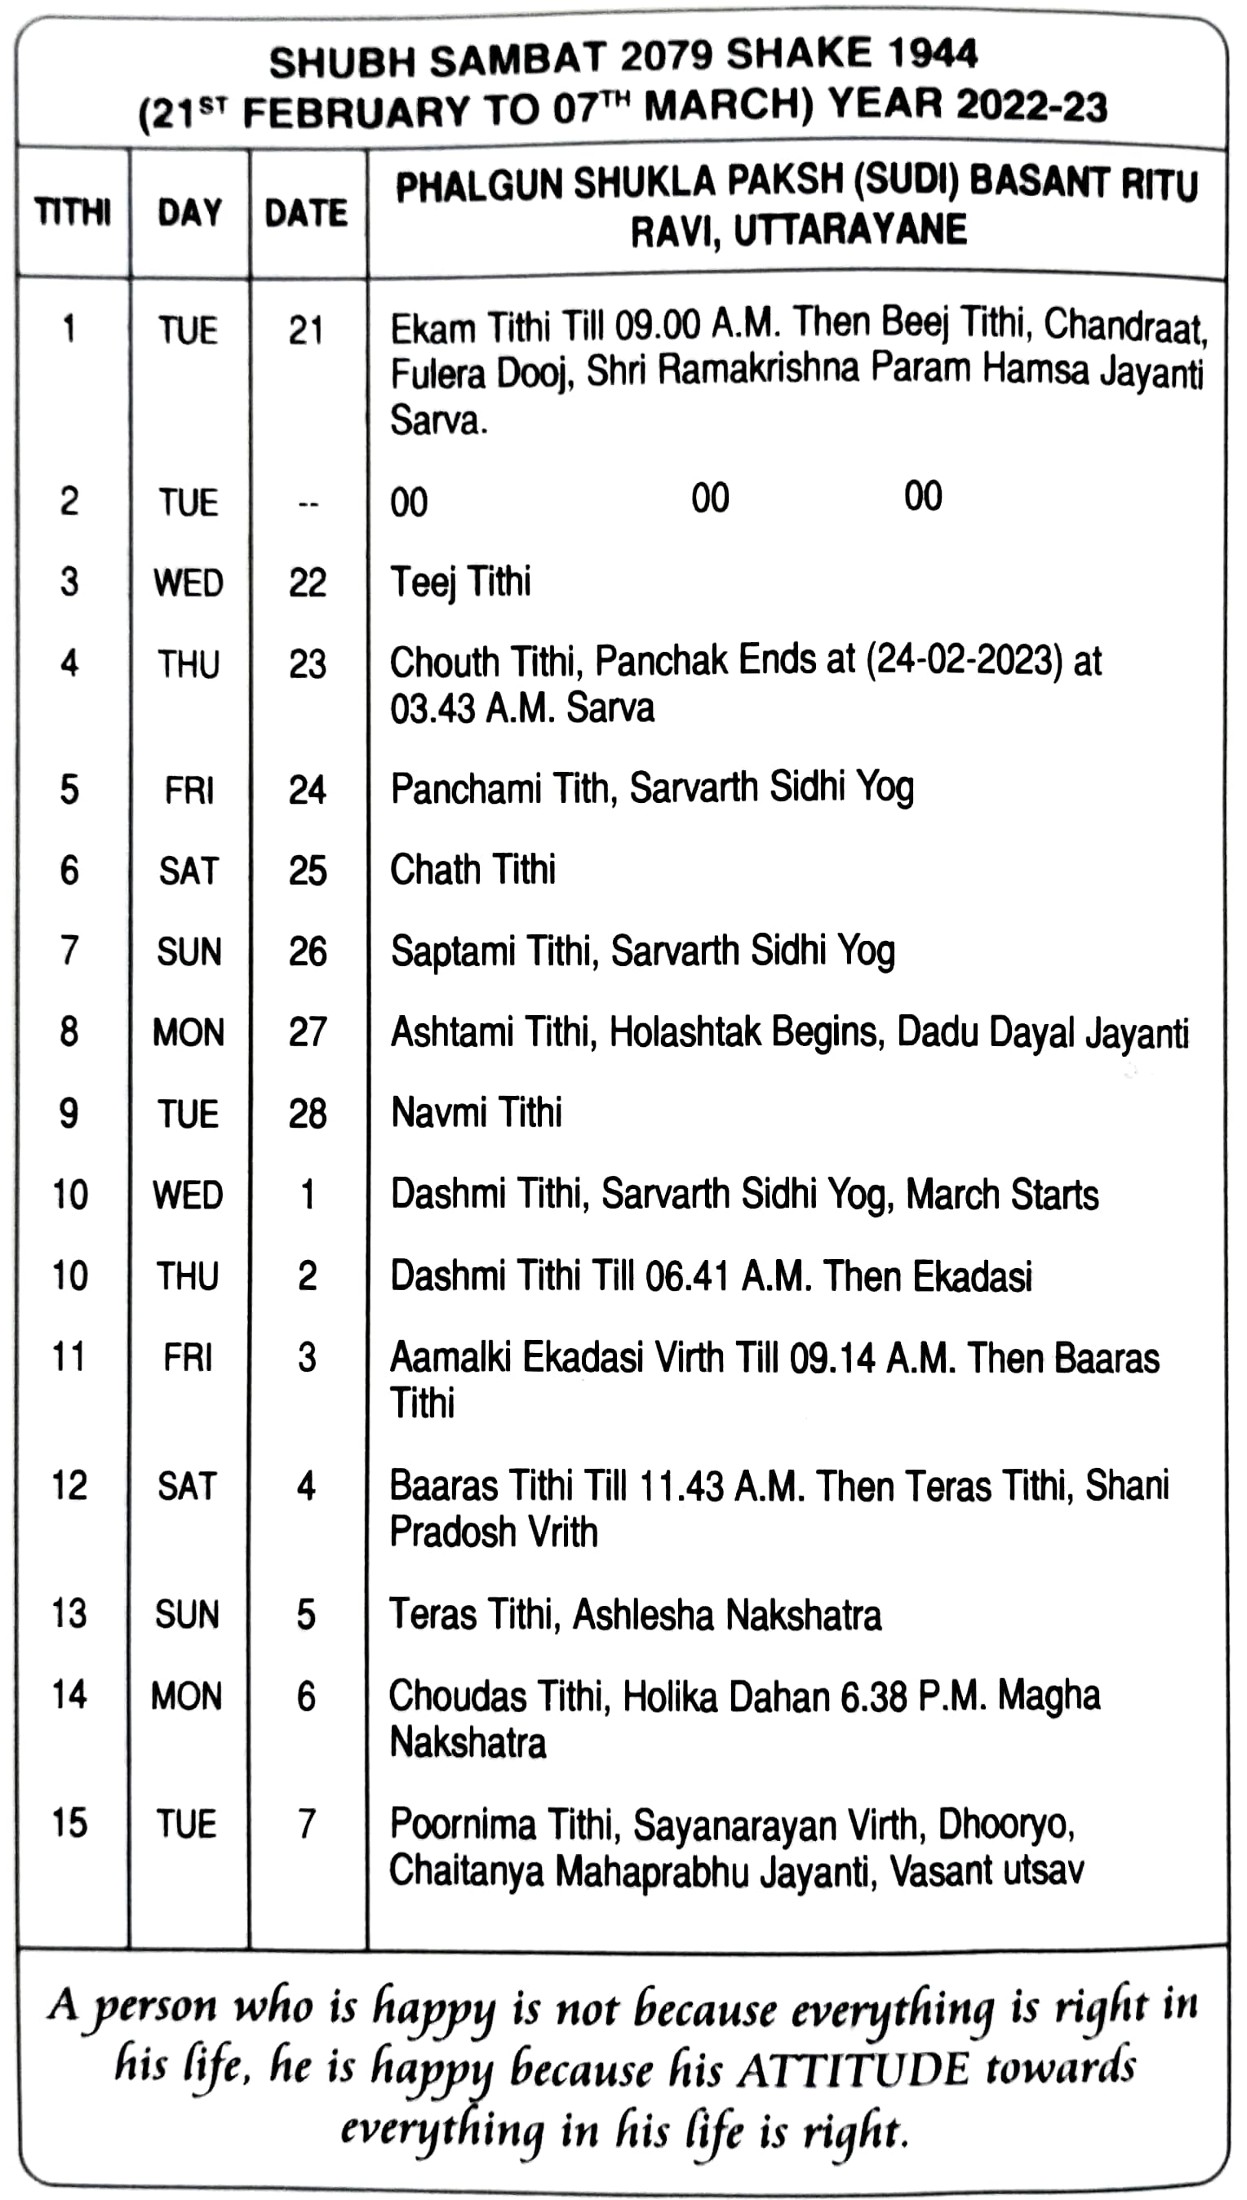 SHUBH SAMBAT 2079 SHAKE 1944
(21ST FEBRUARY TO 07TH MARCH) YEAR 2022-23
TITHI DAY DATE PHALGUN SHUKLA PAKSH (SUDI) BASANT RITU
RAVI, UTTARAYANE
1 TUE 21 Ekam Tithi Till 09.00 A.M. Then Beej Tithi, Chandraat,
Fulera Dooj, Shri Ramakrishna Param Hamsa Jayanti
Sarva.
2 TUE -- 00 00 00
3 WED 22 Teej Tithi
4 THU 23 Chouth Tithi, Panchak Ends at (24-02-2023) at
03.43 A.M. Sarva
5 FRI 24 Panchami Tith, Sarvarth Sidhi Yog
6 SAT 25 Chath Tithi
7 SUN 26 Saptami Tithi, Sarvarth Sidhi Yog
8 MON 27 Ashtami Tithi, Holashtak Begins, Dadu Dayal Jayanti
9 TUE 28 Navmi Tithi
10 WED 1 Dashmi Tithi, Sarvarth Sidhi Yog, March Starts
10 THU 2 Dashmi Tithi Till 06.41 A.M. Then Ekadasi
11 FRI 3 Aamalki Ekadasi Virth Till 09.14 A.M. Then Baaras
Tithi
12 SAT 4 Baaras Tithi Till 11.43 A.M. Then Teras Tithi, Shani
Pradosh Vrith
13 SUN 5 Teras Tithi, Ashlesha Nakshatra
14 MON 6 Choudas Tithi, Holika Dahan 6.38 P.M. Magha
Nakshatra
15 TUE 7 Poornima Tithi, Sayanarayan Virth, Dhooryo,
Chaitanya Mahaprabhu Jayanti, Vasant utsav
A person who is happy is not because everything is right in
his life, he is happy because his ATTITUDE towards
everything in his life is right.